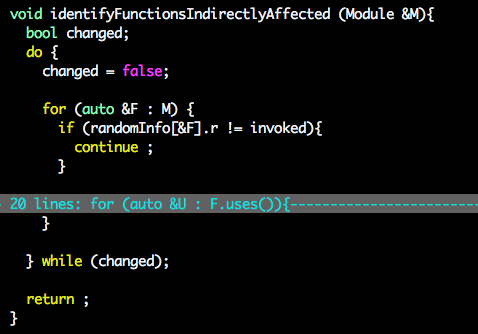 void identifyFunctionsIndirectlyAffected (Module &M){
bool changed;
do {
changed = false;
for (auto &F : M) {
if (randomInfo[&F].r != invoked){
continue ;
}
- 20 lines: for (auto &U : F.uses()){------------------------
}
} while (changed);
return ;
}